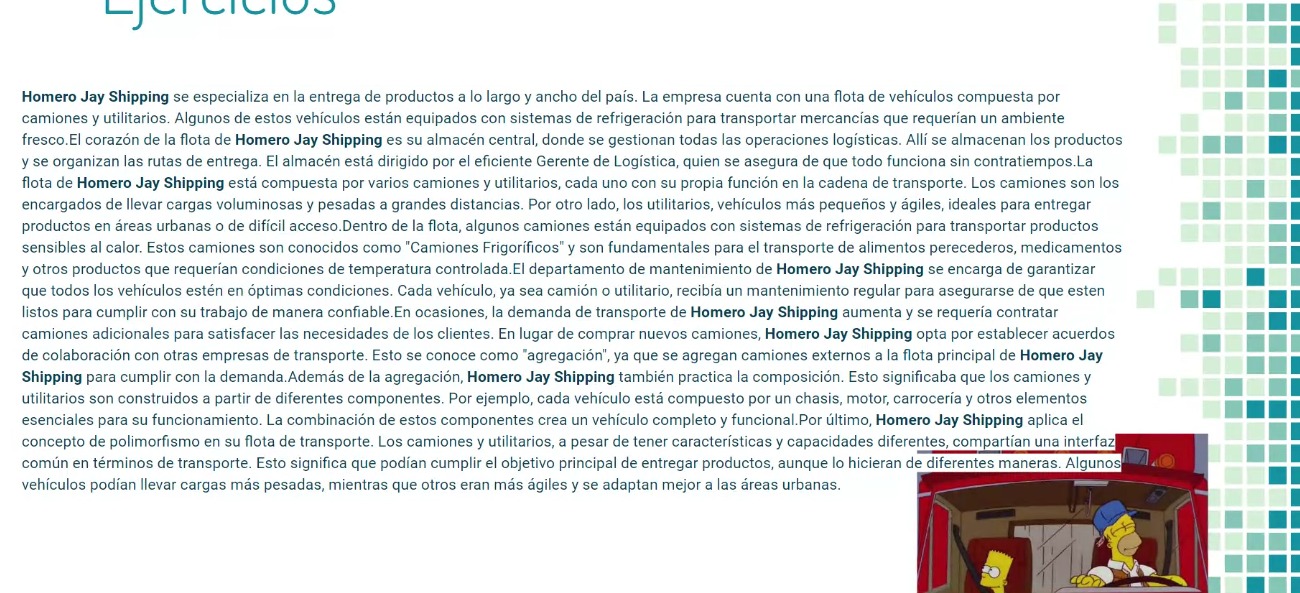 Ejercicios
Homero Jay Shipping se especializa en la entrega de productos a lo largo y ancho del país. La empresa cuenta con una flota de vehículos compuesta por
camiones y utilitarios. Algunos de estos vehículos están equipados con sistemas de refrigeración para transportar mercancías que requerían un ambiente
fresco.El corazón de la flota de Homero Jay Shipping es su almacén central, donde se gestionan todas las operaciones logísticas. Allí se almacenan los productos
y se organizan las rutas de entrega. El almacén está dirigido por el eficiente Gerente de Logística, quien se asegura de que todo funciona sin contratiempos.La
flota de Homero Jay Shipping está compuesta por varios camiones y utilitarios, cada uno con su propia función en la cadena de transporte. Los camiones son los
encargados de llevar cargas voluminosas y pesadas a grandes distancias. Por otro lado, los utilitarios, vehículos más pequeños y ágiles, ideales para entregar
productos en áreas urbanas o de difícil acceso.Dentro de la flota, algunos camiones están equipados con sistemas de refrigeración para transportar productos
sensibles al calor. Estos camiones son conocidos como "Camiones Frigoríficos" y son fundamentales para el transporte de alimentos perecederos, medicamentos
y otros productos que requerían condiciones de temperatura controlada.El departamento de mantenimiento de Homero Jay Shipping se encarga de garantizar
que todos los vehículos estén en óptimas condiciones. Cada vehículo, ya sea camión o utilitario, recibía un mantenimiento regular para asegurarse de que esten
listos para cumplir con su trabajo de manera confiable.En ocasiones, la demanda de transporte de Homero Jay Shipping aumenta y se requería contratar
camiones adicionales para satisfacer las necesidades de los clientes. En lugar de comprar nuevos camiones, Homero Jay Shipping opta por establecer acuerdos
de colaboración con otras empresas de transporte. Esto se conoce como "agregación", ya que se agregan camiones externos a la flota principal de Homero Jay
Shipping para cumplir con la demanda.Además de la agregación, Homero Jay Shipping también practica la composición. Esto significaba que los camiones y
utilitarios son construidos a partir de diferentes componentes. Por ejemplo, cada vehículo está compuesto por un chasis, motor, carrocería y otros elementos
esenciales para su funcionamiento. La combinación de estos componentes crea un vehículo completo y funcional.Por último, Homero Jay Shipping aplica el
concepto de polimorfismo en su flota de transporte. Los camiones y utilitarios, a pesar de tener características y capacidades diferentes, compartían una interfaz
común en términos de transporte. Esto significa que podían cumplir el objetivo principal de entregar productos, aunque lo hicieran de diferentes maneras. Algunos
vehículos podían llevar cargas más pesadas, mientras que otros eran más ágiles y se adaptan mejor a las áreas urbanas.